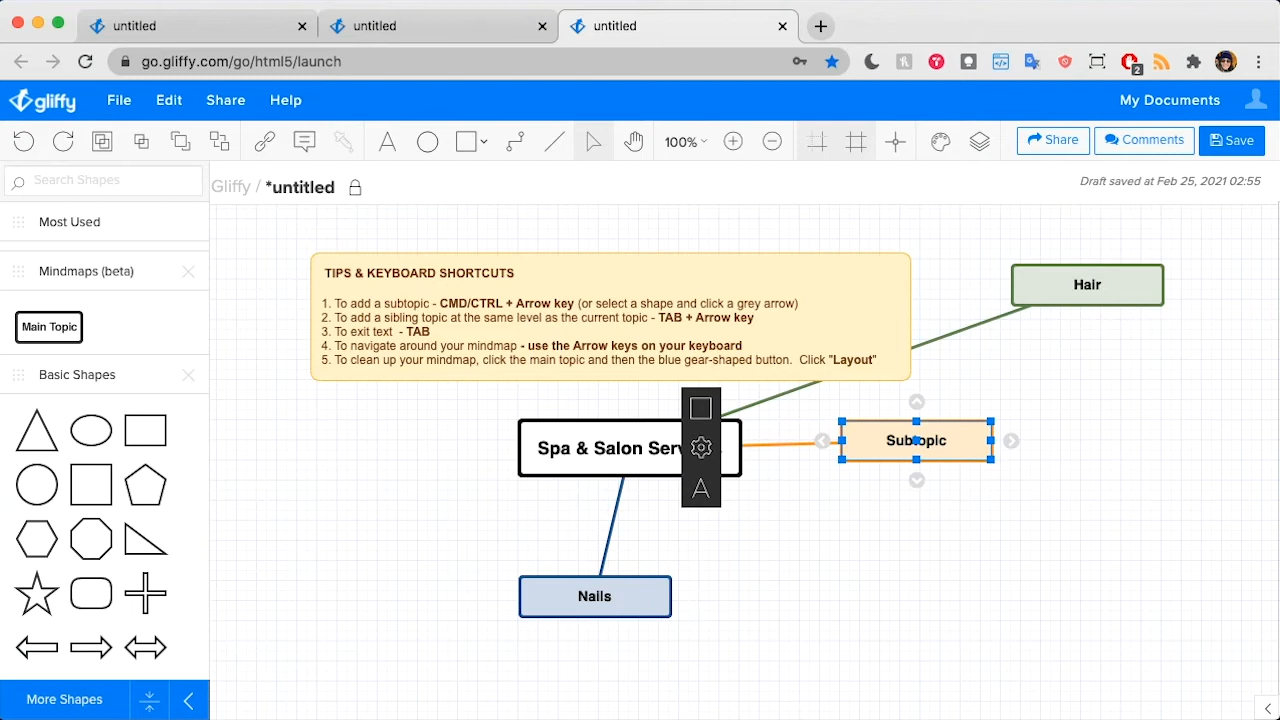 untitled
untitled
untitled
go.gliffy.com/go/html5/launch
2
gliffy
File
Edit
Share
Help
My Documents
100%
Share
Comments
Save
Search Shapes
Gliffy / *untitled
Draft saved at Feb 25, 2021 02:55
Most Used
Mindmaps (beta)
Main Topic
Basic Shapes
More Shapes
TIPS & KEYBOARD SHORTCUTS
1. To add a subtopic - CMD/CTRL + Arrow key (or select a shape and click a grey arrow)
2. To add a sibling topic at the same level as the current topic - TAB + Arrow key
3. To exit text - TAB
4. To navigate around your mindmap - use the Arrow keys on your keyboard
5. To clean up your mindmap, click the main topic and then the blue gear-shaped button. Click "Layout"
Hair
Spa & Salon Serv
Subtopic
Nails